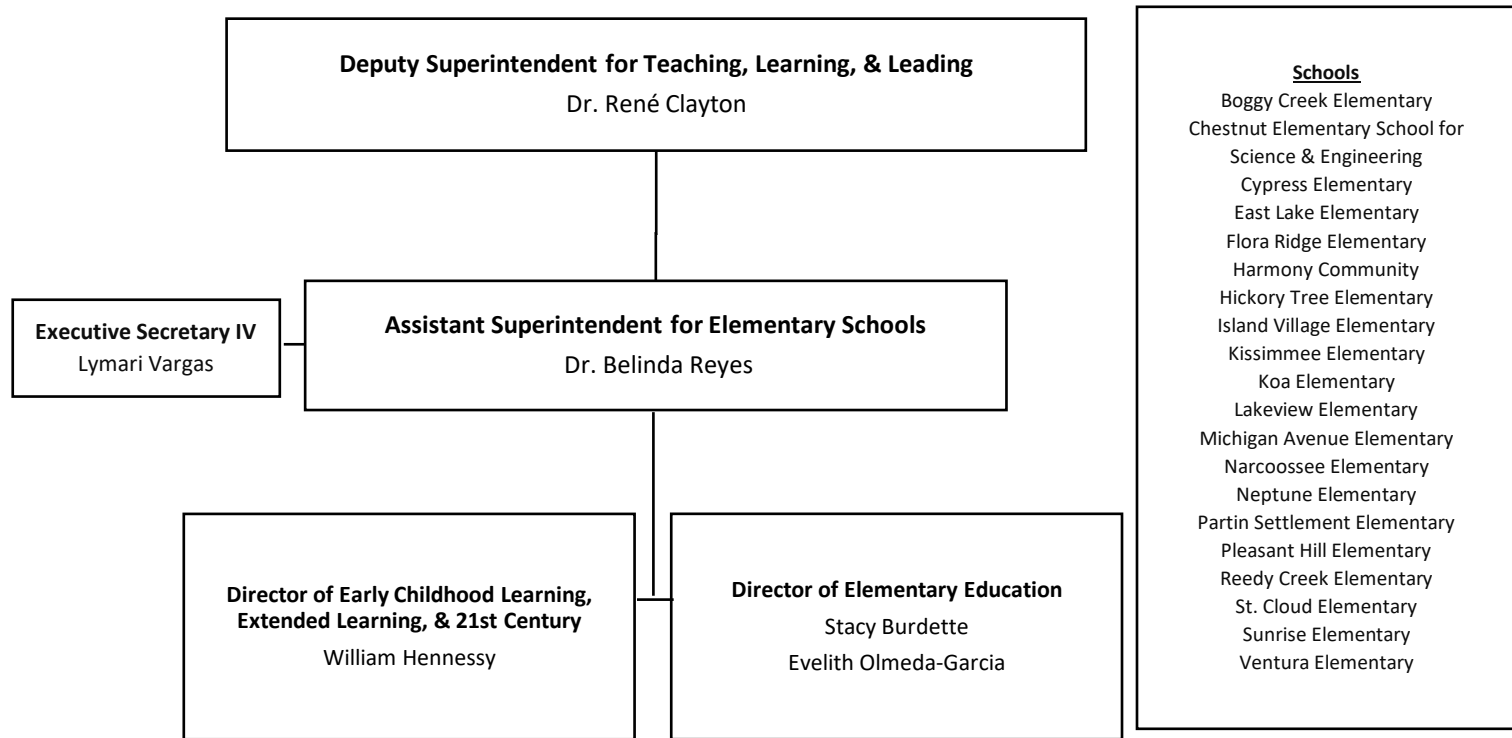 Deputy Superintendent for Teaching, Learning, & Leading
Dr. René Clayton
Executive Secretary IV
Lymari Vargas
Assistant Superintendent for Elementary Schools
Dr. Belinda Reyes
Director of Early Childhood Learning,
Extended Learning, & 21st Century
William Hennessy
Director of Elementary Education
Stacy Burdette
Evelith Olmeda-Garcia
Schools
Boggy Creek Elementary
Chestnut Elementary School for
Science & Engineering
Cypress Elementary
East Lake Elementary
Flora Ridge Elementary
Harmony Community
Hickory Tree Elementary
Island Village Elementary
Kissimmee Elementary
Koa Elementary
Lakeview Elementary
Michigan Avenue Elementary
Narcoossee Elementary
Neptune Elementary
Partin Settlement Elementary
Pleasant Hill Elementary
Reedy Creek Elementary
St. Cloud Elementary
Sunrise Elementary
Ventura Elementary